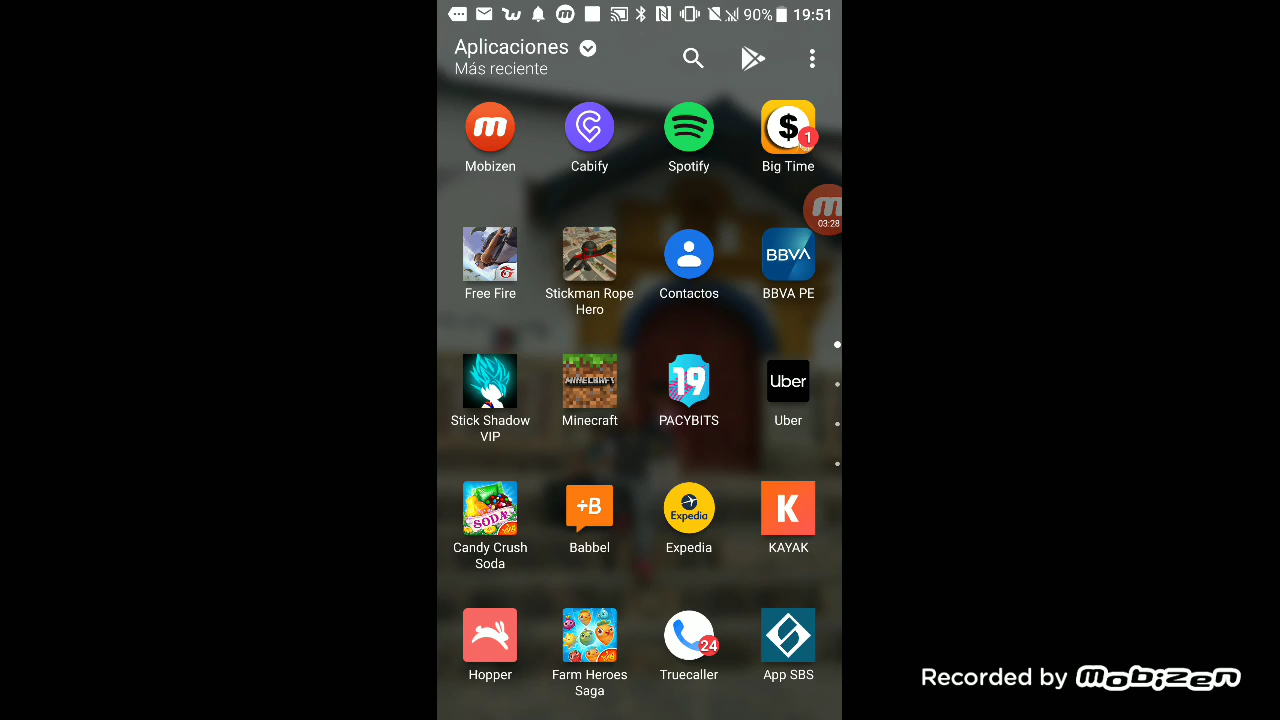 90% 19:51
Aplicaciones
Más reciente
Mobizen
Cabify
Spotify
$
1
Big Time
03:28
Free Fire
Stickman Rope
Hero
Contactos
BBVA
BBVA PE
Stick Shadow
VIP
MINECRAFT
Minecraft
19
PACYBITS
Uber
Uber
SODA
Candy Crush
Soda
+B
Babbel
Expedia
Expedia
K
KAYAK
Hopper
Farm Heroes
Saga
24
Truecaller
App SBS
Recorded by mobizen